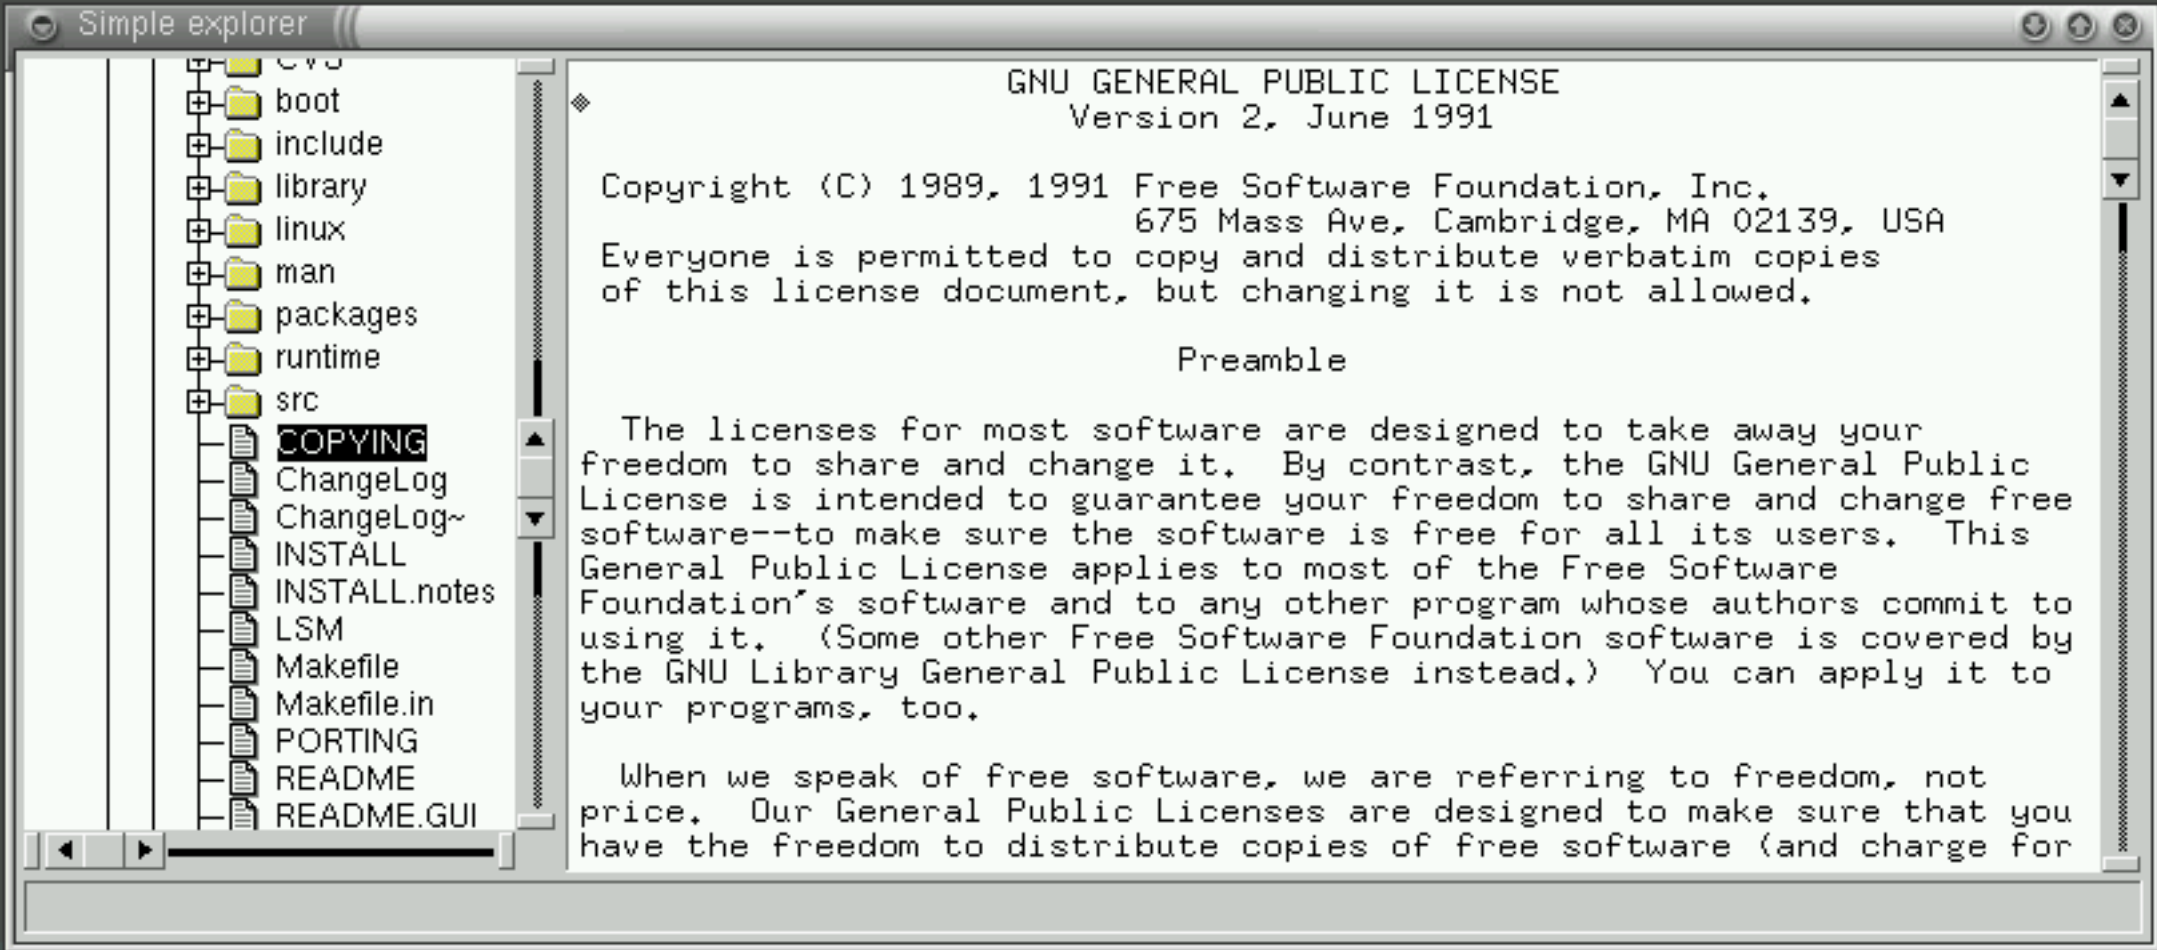 Simple explorer
CVS
boot
include
library
linux
man
packages
runtime
src
COPYING
ChangeLog
ChangeLog~
INSTALL
INSTALL.notes
LSM
Makefile
Makefile.in
PORTING
README
README.GUI
GNU GENERAL PUBLIC LICENSE
Version 2, June 1991
Copyright (C) 1989, 1991 Free Software Foundation, Inc.
675 Mass Ave, Cambridge, MA 02139, USA
Everyone is permitted to copy and distribute verbatim copies
of this license document, but changing it is not allowed.
Preamble
The licenses for most software are designed to take away your
freedom to share and change it.  By contrast, the GNU General Public
License is intended to guarantee your freedom to share and change free
software--to make sure the software is free for all its users.  This
General Public License applies to most of the Free Software
Foundation's software and to any other program whose authors commit to
using it.  (Some other Free Software Foundation software is covered by
the GNU Library General Public License instead.)  You can apply it to
your programs, too.
When we speak of free software, we are referring to freedom, not
price.  Our General Public Licenses are designed to make sure that you
have the freedom to distribute copies of free software (and charge for